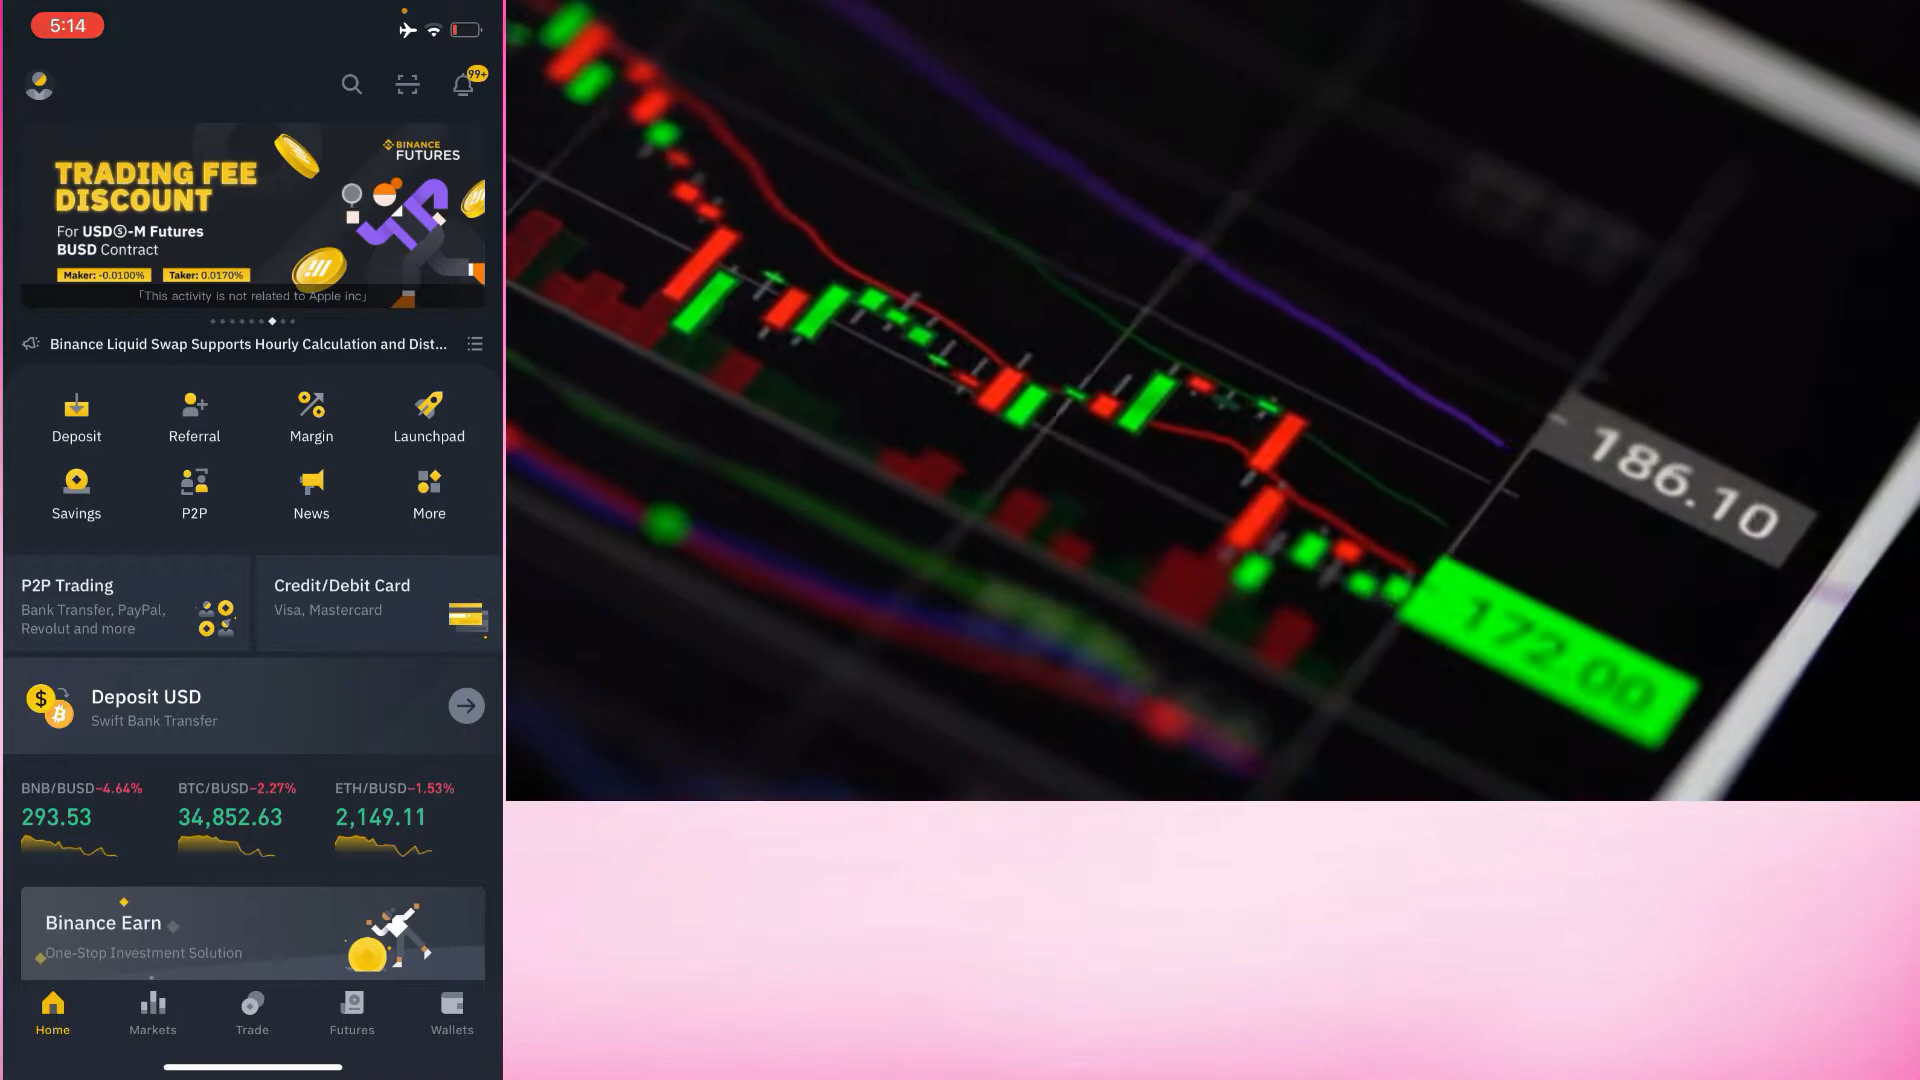 5:14
99+
BINANCE
FUTURES
TRADING FEE
DISCOUNT
For USDⓈ-M Futures
BUSD Contract
Maker: -0.0100% Taker: 0.0170%
「This activity is not related to Apple inc」
Binance Liquid Swap Supports Hourly Calculation and Dist...
Deposit Referral Margin Launchpad
Savings P2P News More
P2P Trading
Bank Transfer, PayPal,
Revolut and more
Credit/Debit Card
Visa, Mastercard
Deposit USD
Swift Bank Transfer
BNB/BUSD -4.64% BTC/BUSD -2.27% ETH/BUSD -1.53%
293.53 34,852.63 2,149.11
Binance Earn
One-Stop Investment Solution
Home Markets Trade Futures Wallets
186.10
172.00